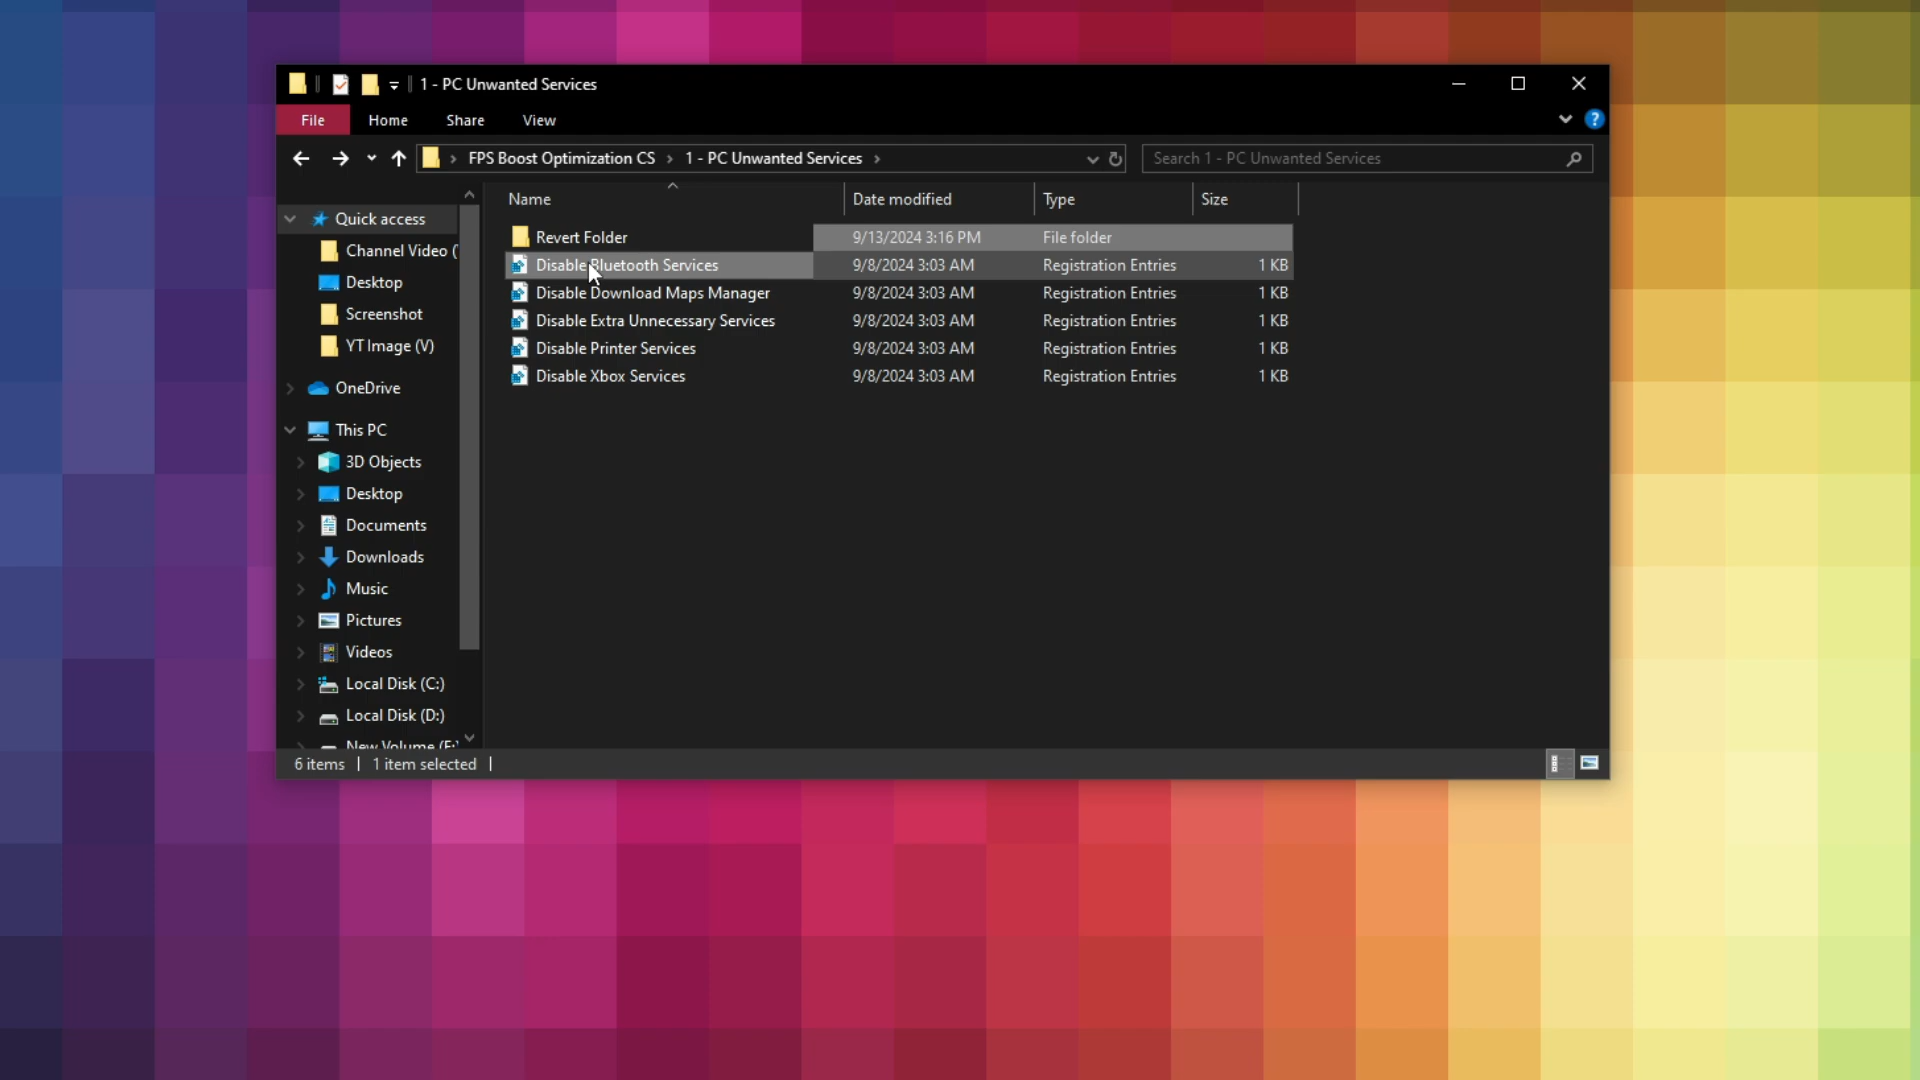 1 - PC Unwanted Services
File Home Share View
FPS Boost Optimization CS > 1 - PC Unwanted Services > Search 1 - PC Unwanted Services
Name Date modified Type Size
Quick access
Channel Video (
Desktop
Screenshot
YT Image (V)
OneDrive
This PC
3D Objects
Desktop
Documents
Downloads
Music
Pictures
Videos
Local Disk (C:)
Local Disk (D:)
New Volume (E:)
Revert Folder 9/13/2024 3:16 PM File folder
Disable Bluetooth Services 9/8/2024 3:03 AM Registration Entries 1 KB
Disable Download Maps Manager 9/8/2024 3:03 AM Registration Entries 1 KB
Disable Extra Unnecessary Services 9/8/2024 3:03 AM Registration Entries 1 KB
Disable Printer Services 9/8/2024 3:03 AM Registration Entries 1 KB
Disable Xbox Services 9/8/2024 3:03 AM Registration Entries 1 KB
6 items | 1 item selected |